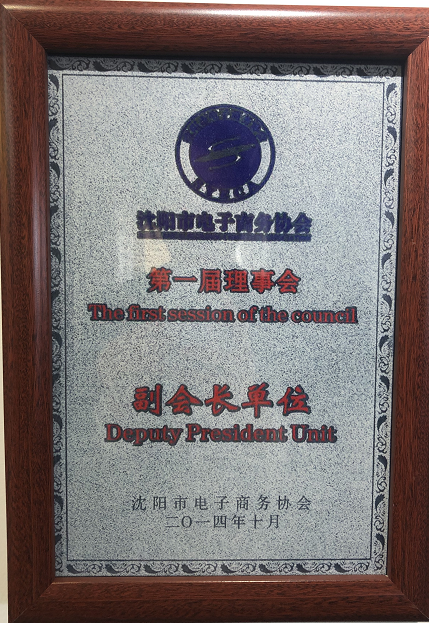 沈阳市电子商务协会
第一届理事会
The first session of the council
副会长单位
Deputy President Unit
沈阳市电子商务协会
二〇一四年十月